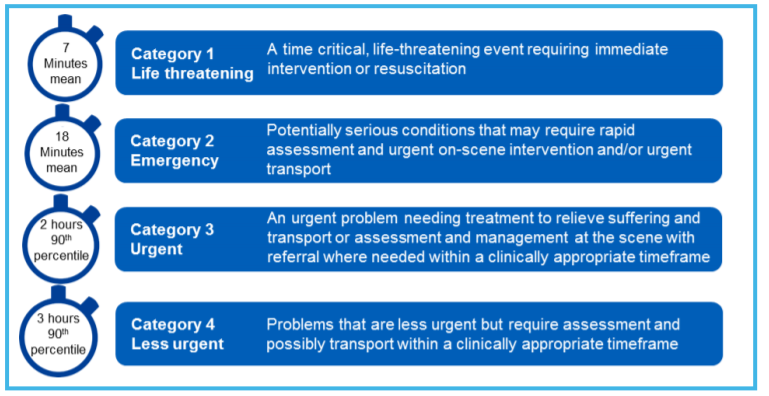 7
Minutes
mean
Category 1
Life threatening
A time critical, life-threatening event requiring immediate
intervention or resuscitation
18
Minutes
mean
Category 2
Emergency
Potentially serious conditions that may require rapid
assessment and urgent on-scene intervention and/or urgent
transport
2 hours
90th
percentile
Category 3
Urgent
An urgent problem needing treatment to relieve suffering and
transport or assessment and management at the scene with
referral where needed within a clinically appropriate timeframe
3 hours
90th
percentile
Category 4
Less urgent
Problems that are less urgent but require assessment and
possibly transport within a clinically appropriate timeframe